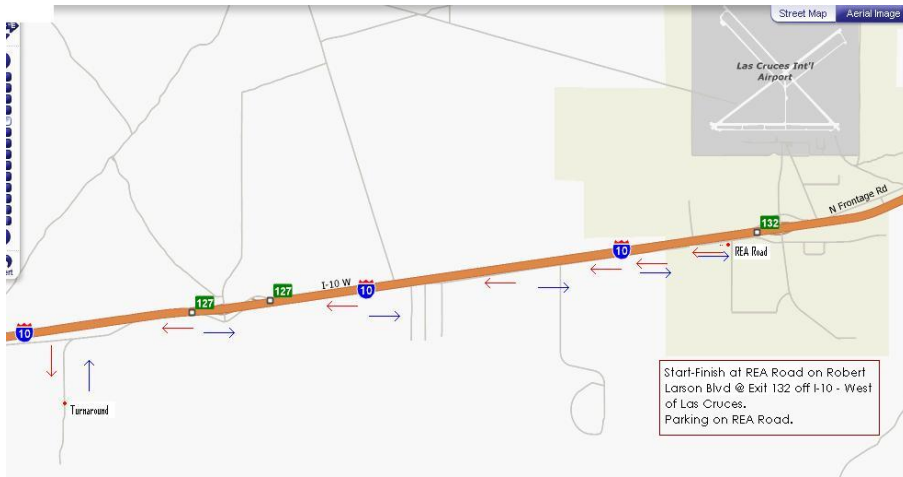 Street Map
Aerial Image
Las Cruces Int'l
Airport
N Frontage Rd
132
REA Road
10
I-10 W
10
127
127
10
Turnaround
Start-Finish at REA Road on Robert
Larson Blvd @ Exit 132 off I-10 - West
of Las Cruces.
Parking on REA Road.